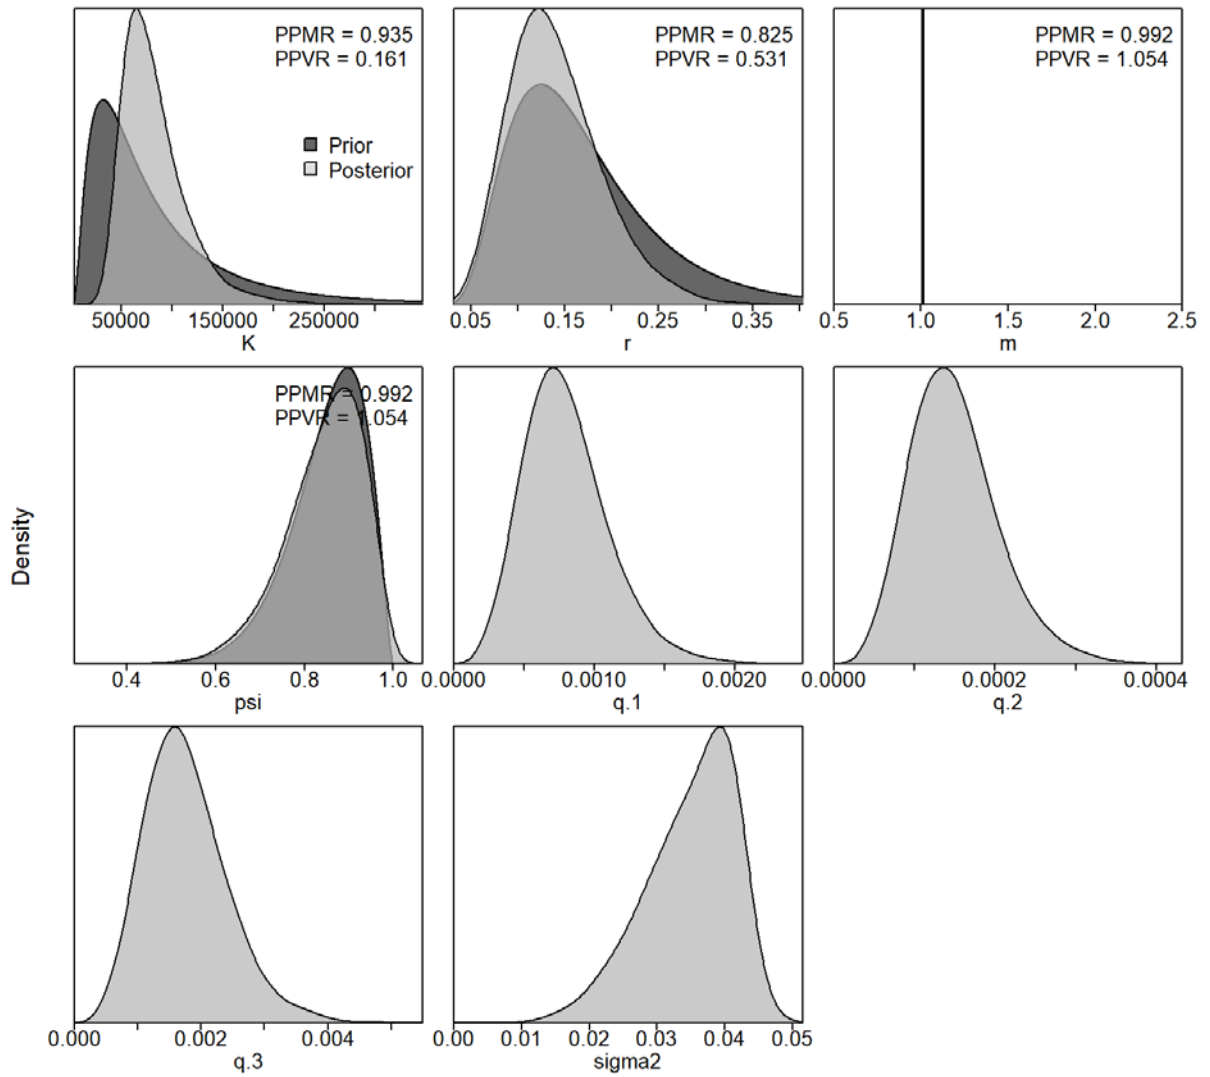 PPMR = 0.935
PPVR = 0.161
Prior
Posterior
50000 150000 250000
K
PPMR = 0.825
PPVR = 0.531
0.05 0.15 0.25 0.35
r
PPMR = 0.992
PPVR = 1.054
0.5 1.0 1.5 2.0 2.5
m
Density
PPMR = 0.992
PPVR = 1.054
0.4 0.6 0.8 1.0
psi
0.0000 0.0010 0.0020
q.1
0.0000 0.0002 0.0004
q.2
0.000 0.002 0.004
q.3
0.00 0.01 0.02 0.03 0.04 0.05
sigma2